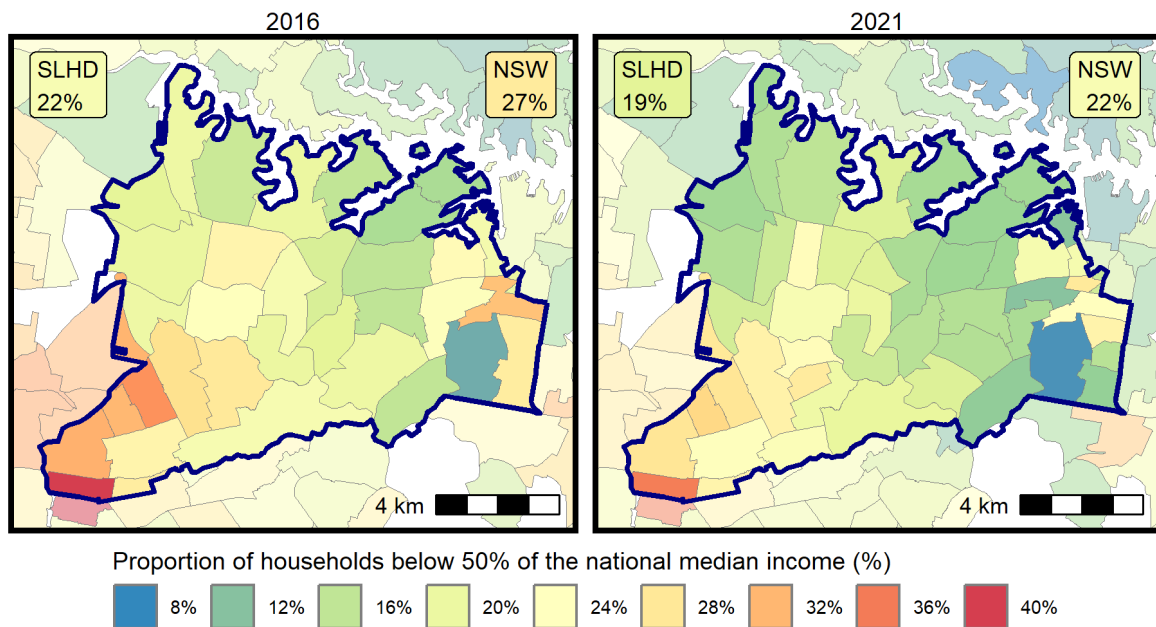 2016
2021
SLHD
22%
NSW
27%
SLHD
19%
NSW
22%
4 km
4 km
Proportion of households below 50% of the national median income (%)
8% 12% 16% 20% 24% 28% 32% 36% 40%